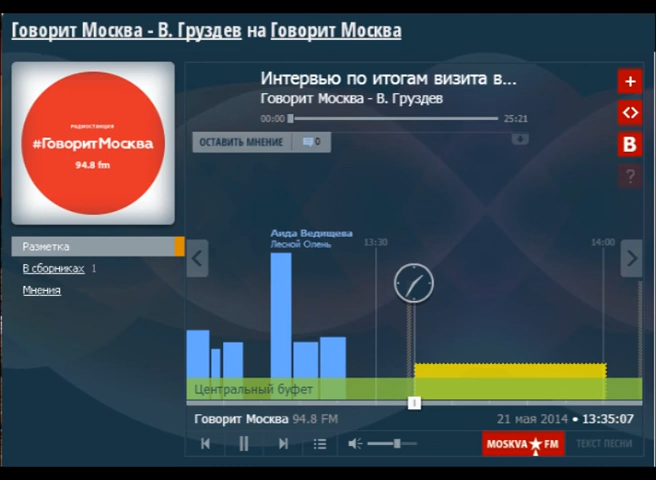 Говорит Москва - В. Груздев на Говорит Москва
РАДИОСТАНЦИЯ
#ГоворитМосква
94.8 fm
Интервью по итогам визита в...
Говорит Москва - В. Груздев
00:00 25:21
ОСТАВИТЬ МНЕНИЕ 0
B
?
Разметка
В сборниках 1
Мнения
Аида Ведищева
Лесной Олень
13:30 14:00
Центральный буфет
Говорит Москва 94.8 FM 21 мая 2014 • 13:35:07
MOSKVA FM ТЕКСТ ПЕСНИ